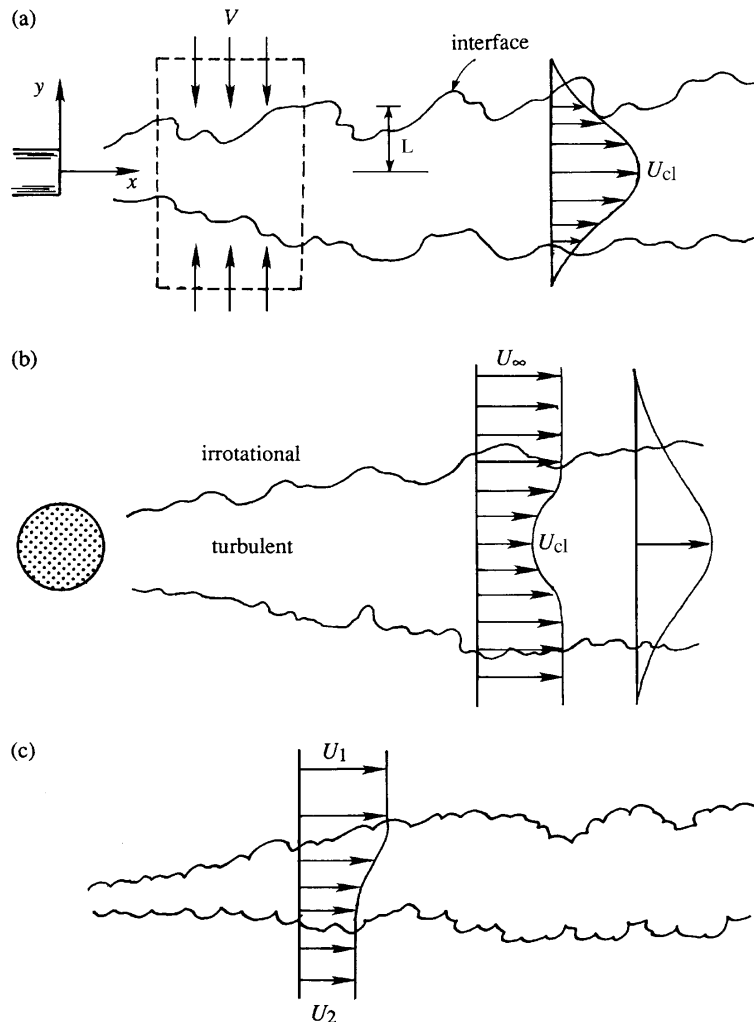 (a)
V
interface
y
L
x
U_cl
(b)
U_∞
irrotational
turbulent
U_cl
(c)
U_1
U_2